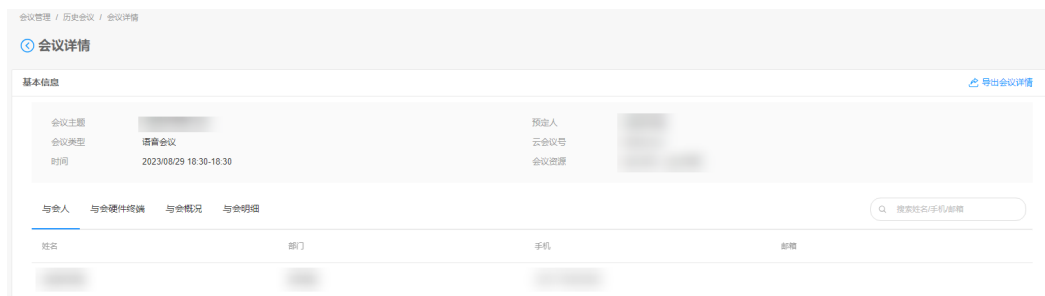 会议管理 / 历史会议 / 会议详情
会议详情
基本信息 导出会议详情
会议主题 预定人
会议类型 语音会议 云会议号
时间 2023/08/29 18:30-18:30 会议资源
与会人 与会硬件终端 与会概况 与会明细 搜索姓名/手机/邮箱
姓名 部门 手机 邮箱